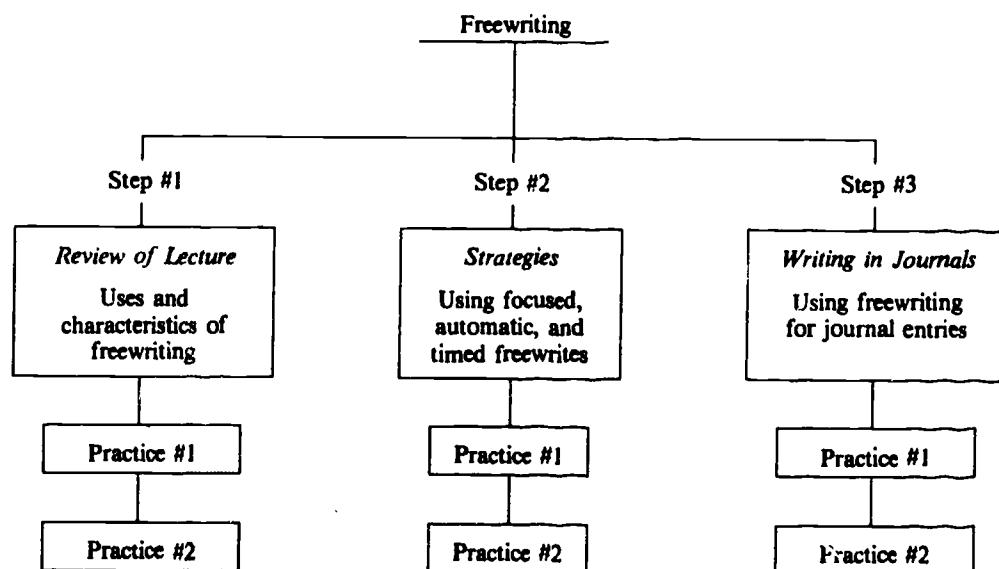 Freewriting
Step #1
Step #2
Step #3
Review of Lecture
Uses and
characteristics of
freewriting
Strategies
Using focused,
automatic, and
timed freewrites
Writing in Journals
Using freewriting
for journal entries
Practice #1
Practice #1
Practice #1
Practice #2
Practice #2
Practice #2